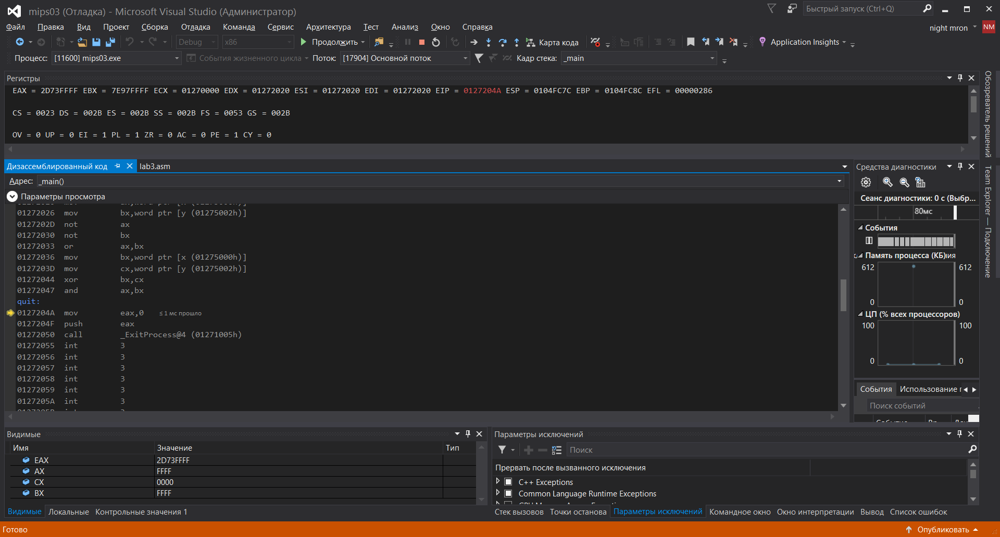 mips03 (Отладка) - Microsoft Visual Studio (Администратор)
Быстрый запуск (Ctrl+Q)
Файл Правка Вид Проект Сборка Отладка Команда Сервис Архитектура Тест Анализ Окно Справка
night mron NM
Debug x86 Продолжить Карта кода Application Insights
Процесс: [11600] mips03.exe События жизненного цикла Поток: [17904] Основной поток Кадр стека: _main
Регистры
EAX = 2D73FFFF EBX = 7E97FFFF ECX = 01270000 EDX = 01272020 ESI = 01272020 EDI = 01272020 EIP = 0127204A ESP = 0104FC7C EBP = 0104FC8C EFL = 00000286
CS = 0023 DS = 002B ES = 002B SS = 002B FS = 0053 GS = 002B
OV = 0 UP = 0 EI = 1 PL = 1 ZR = 0 AC = 0 PE = 1 CY = 0
Обозреватель решений
Team Explorer — Подключение
Дизассемблированный код lab3.asm
Адрес: _main()
Параметры просмотра
01272026 mov bx,word ptr [y (01275002h)]
0127202D not ax
01272030 not bx
01272033 or ax,bx
01272036 mov bx,word ptr [x (01275000h)]
0127203D mov cx,word ptr [y (01275002h)]
01272044 xor bx,cx
01272047 and ax,bx
quit:
0127204A mov eax,0 ≤ 1 мс прошло
0127204F push eax
01272050 call _ExitProcess@4 (01271005h)
01272055 int 3
01272056 int 3
01272057 int 3
01272058 int 3
01272059 int 3
0127205A int 3
Средства диагностики
Сеанс диагностики: 0 с (Выбр...
80мс
События
Память процесса (КБ)
612 612
0 0
ЦП (% всех процессоров)
100 100
0 0
События Использование
Поиск событий
Видимые
Имя Значение Тип
EAX 2D73FFFF
AX FFFF
CX 0000
BX FFFF
Видимые Локальные Контрольные значения 1
Параметры исключений
Поиск
Прервать после вызванного исключения
C++ Exceptions
Common Language Runtime Exceptions
Стек вызовов Точки останова Параметры исключений Командное окно Окно интерпретации Вывод Список ошибок
Готово
Опубликовать